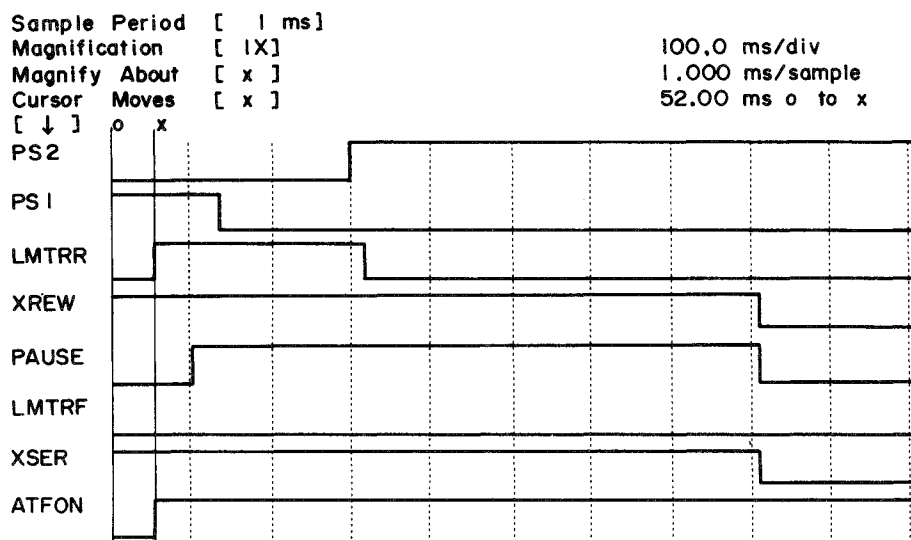 Sample Period [ 1 ms]
Magnification [ 1X] 100.0 ms/div
Magnify About [ x ] 1.000 ms/sample
Cursor Moves [ x ] 52.00 ms o to x
[ ↓ ] o x
PS2
PS1
LMTRR
XREW
PAUSE
LMTRF
XSER
ATFON